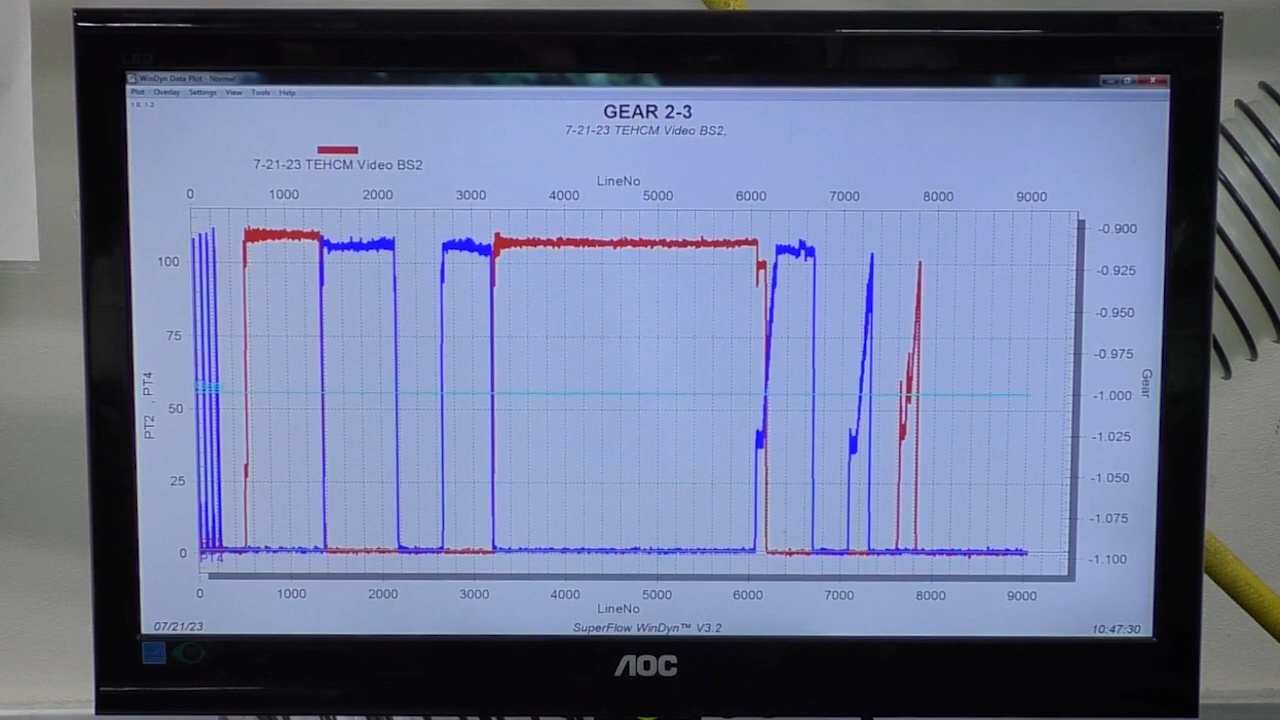 LED
WinDyn Data Plot - Normal
Plot Overlay Settings View Tools Help
GEAR 2-3
7-21-23 TEHCM Video BS2,
7-21-23 TEHCM Video BS2
LineNo
0 1000 2000 3000 4000 5000 6000 7000 8000 9000
100
75
50
25
0
PT2 , PT4
-0.900
-0.925
-0.950
-0.975
-1.000
-1.025
-1.050
-1.075
-1.100
Gear
PT4
0 1000 2000 3000 4000 5000 6000 7000 8000 9000
LineNo
07/21/23
SuperFlow WinDyn™ V3.2
10:47:30
AOC